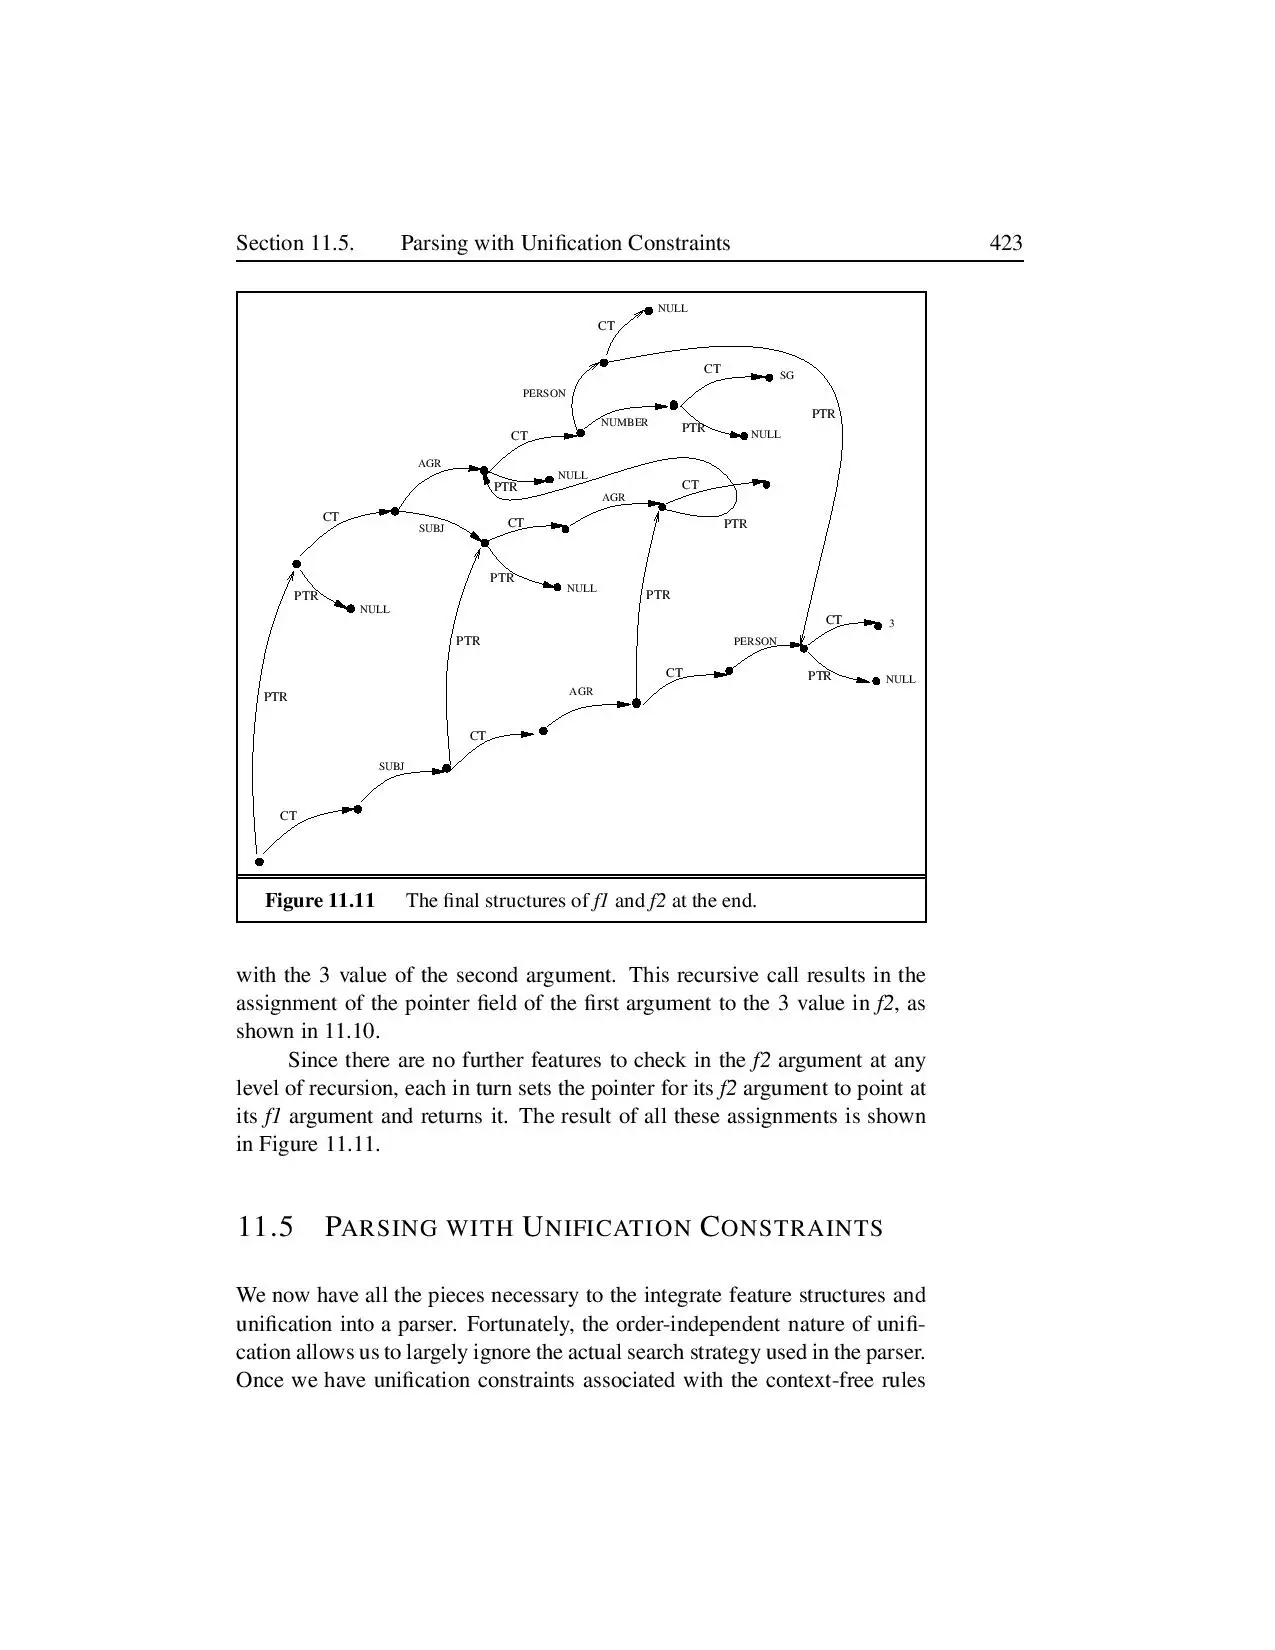 Section 11.5. Parsing with Unification Constraints 423
NULL
CT
CT
SG
PERSON
PTR
NUMBER
PTR
CT
NULL
AGR
NULL
CT
PTR
AGR
CT
CT
PTR
SUBJ
PTR
NULL
PTR
PTR
NULL
CT
3
PTR
PERSON
CT
PTR
NULL
AGR
PTR
CT
SUBJ
CT
Figure 11.11 The final structures of f1 and f2 at the end.
with the 3 value of the second argument. This recursive call results in the
assignment of the pointer field of the first argument to the 3 value in f2, as
shown in 11.10.
Since there are no further features to check in the f2 argument at any
level of recursion, each in turn sets the pointer for its f2 argument to point at
its f1 argument and returns it. The result of all these assignments is shown
in Figure 11.11.
11.5 PARSING WITH UNIFICATION CONSTRAINTS
We now have all the pieces necessary to the integrate feature structures and
unification into a parser. Fortunately, the order-independent nature of unifi-
cation allows us to largely ignore the actual search strategy used in the parser.
Once we have unification constraints associated with the context-free rules